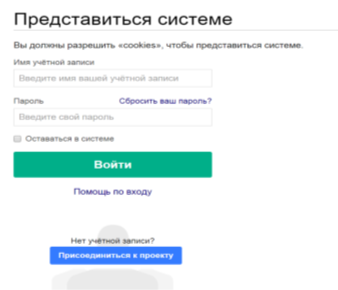 Представиться системе
Вы должны разрешить «cookies», чтобы представиться системе.
Имя учётной записи
Введите имя вашей учётной записи
Пароль Сбросить ваш пароль?
Введите свой пароль
Оставаться в системе
Войти
Помощь по входу
Нет учётной записи?
Присоединиться к проекту